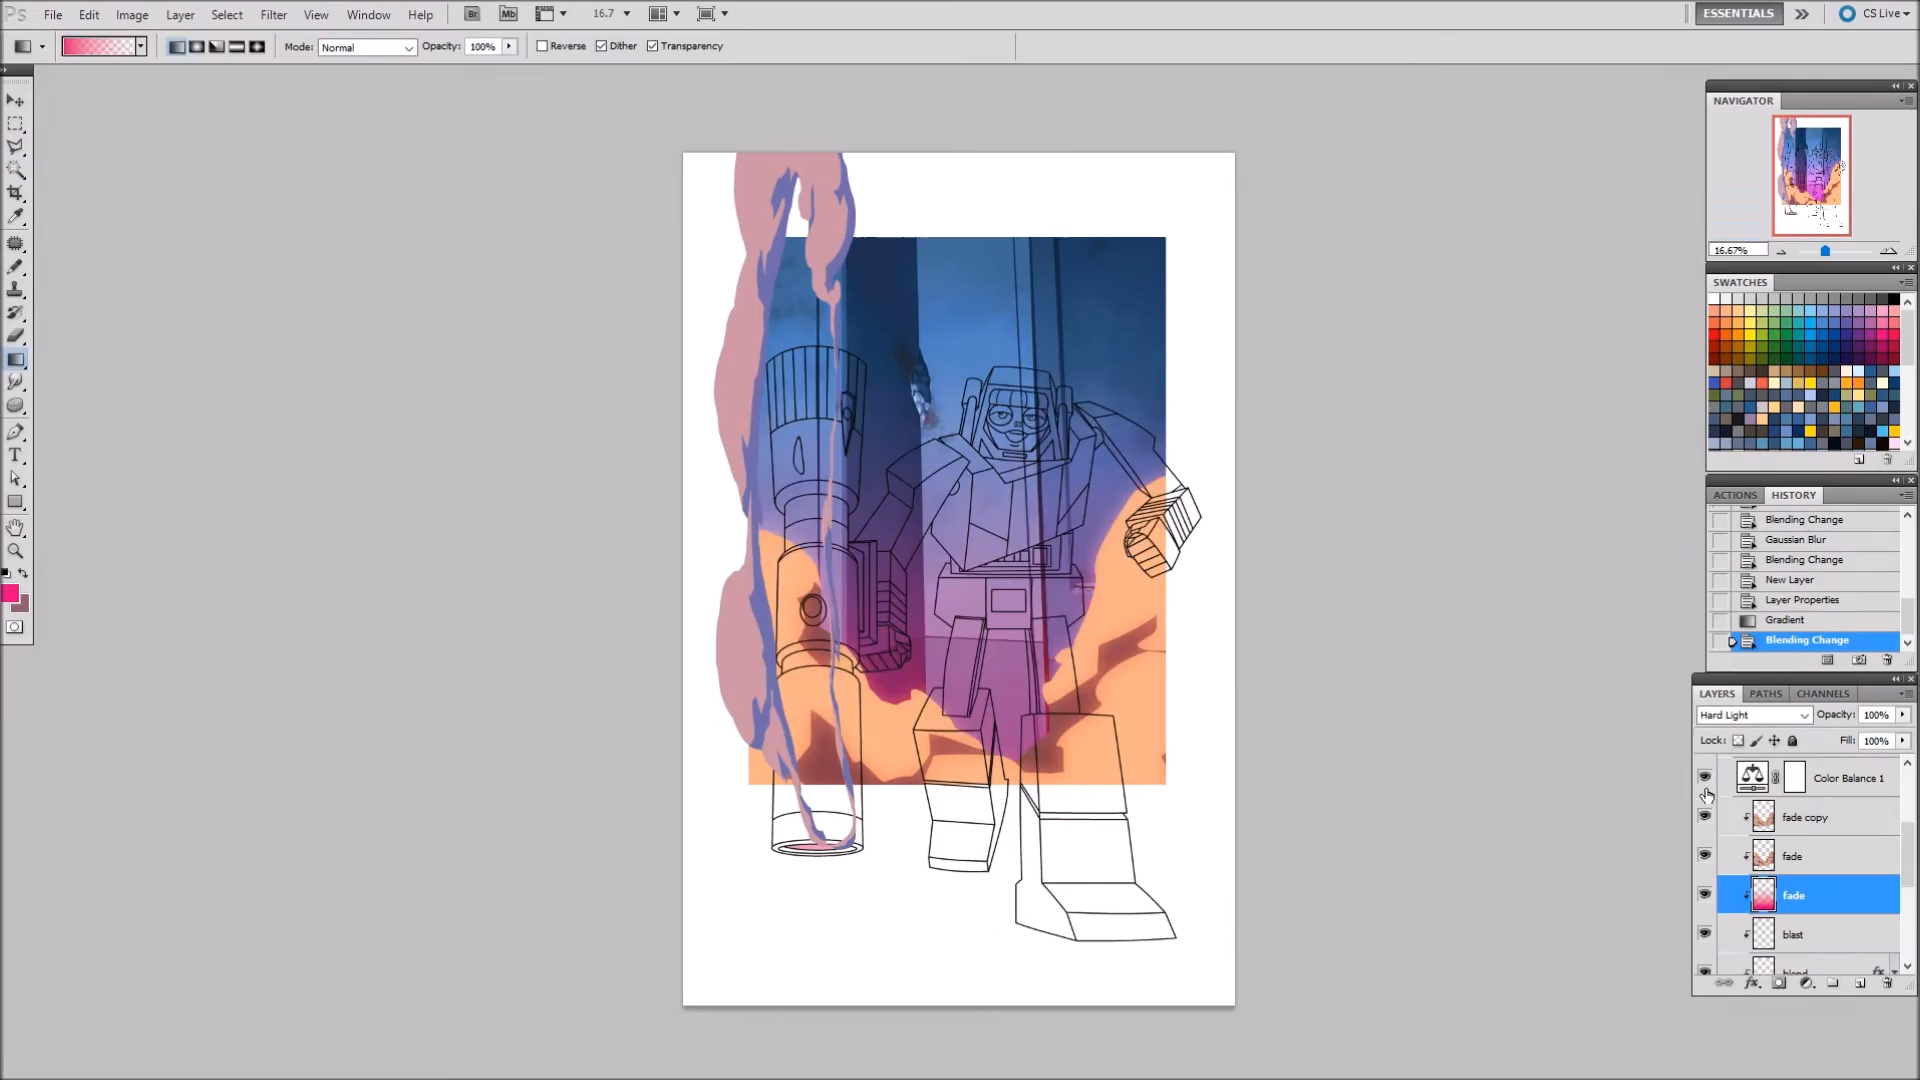 Ps File Edit Image Layer Select Filter View Window Help Br Mb 16.7 ESSENTIALS CS Live
Mode: Normal Opacity: 100% Reverse Dither Transparency
NAVIGATOR
16.67%
SWATCHES
ACTIONS HISTORY
Blending Change
Gaussian Blur
Blending Change
New Layer
Layer Properties
Gradient
Blending Change
LAYERS PATHS CHANNELS
Hard Light Opacity: 100%
Lock: Fill: 100%
Color Balance 1
fade copy
fade
fade
blast
blend fx
fx
T